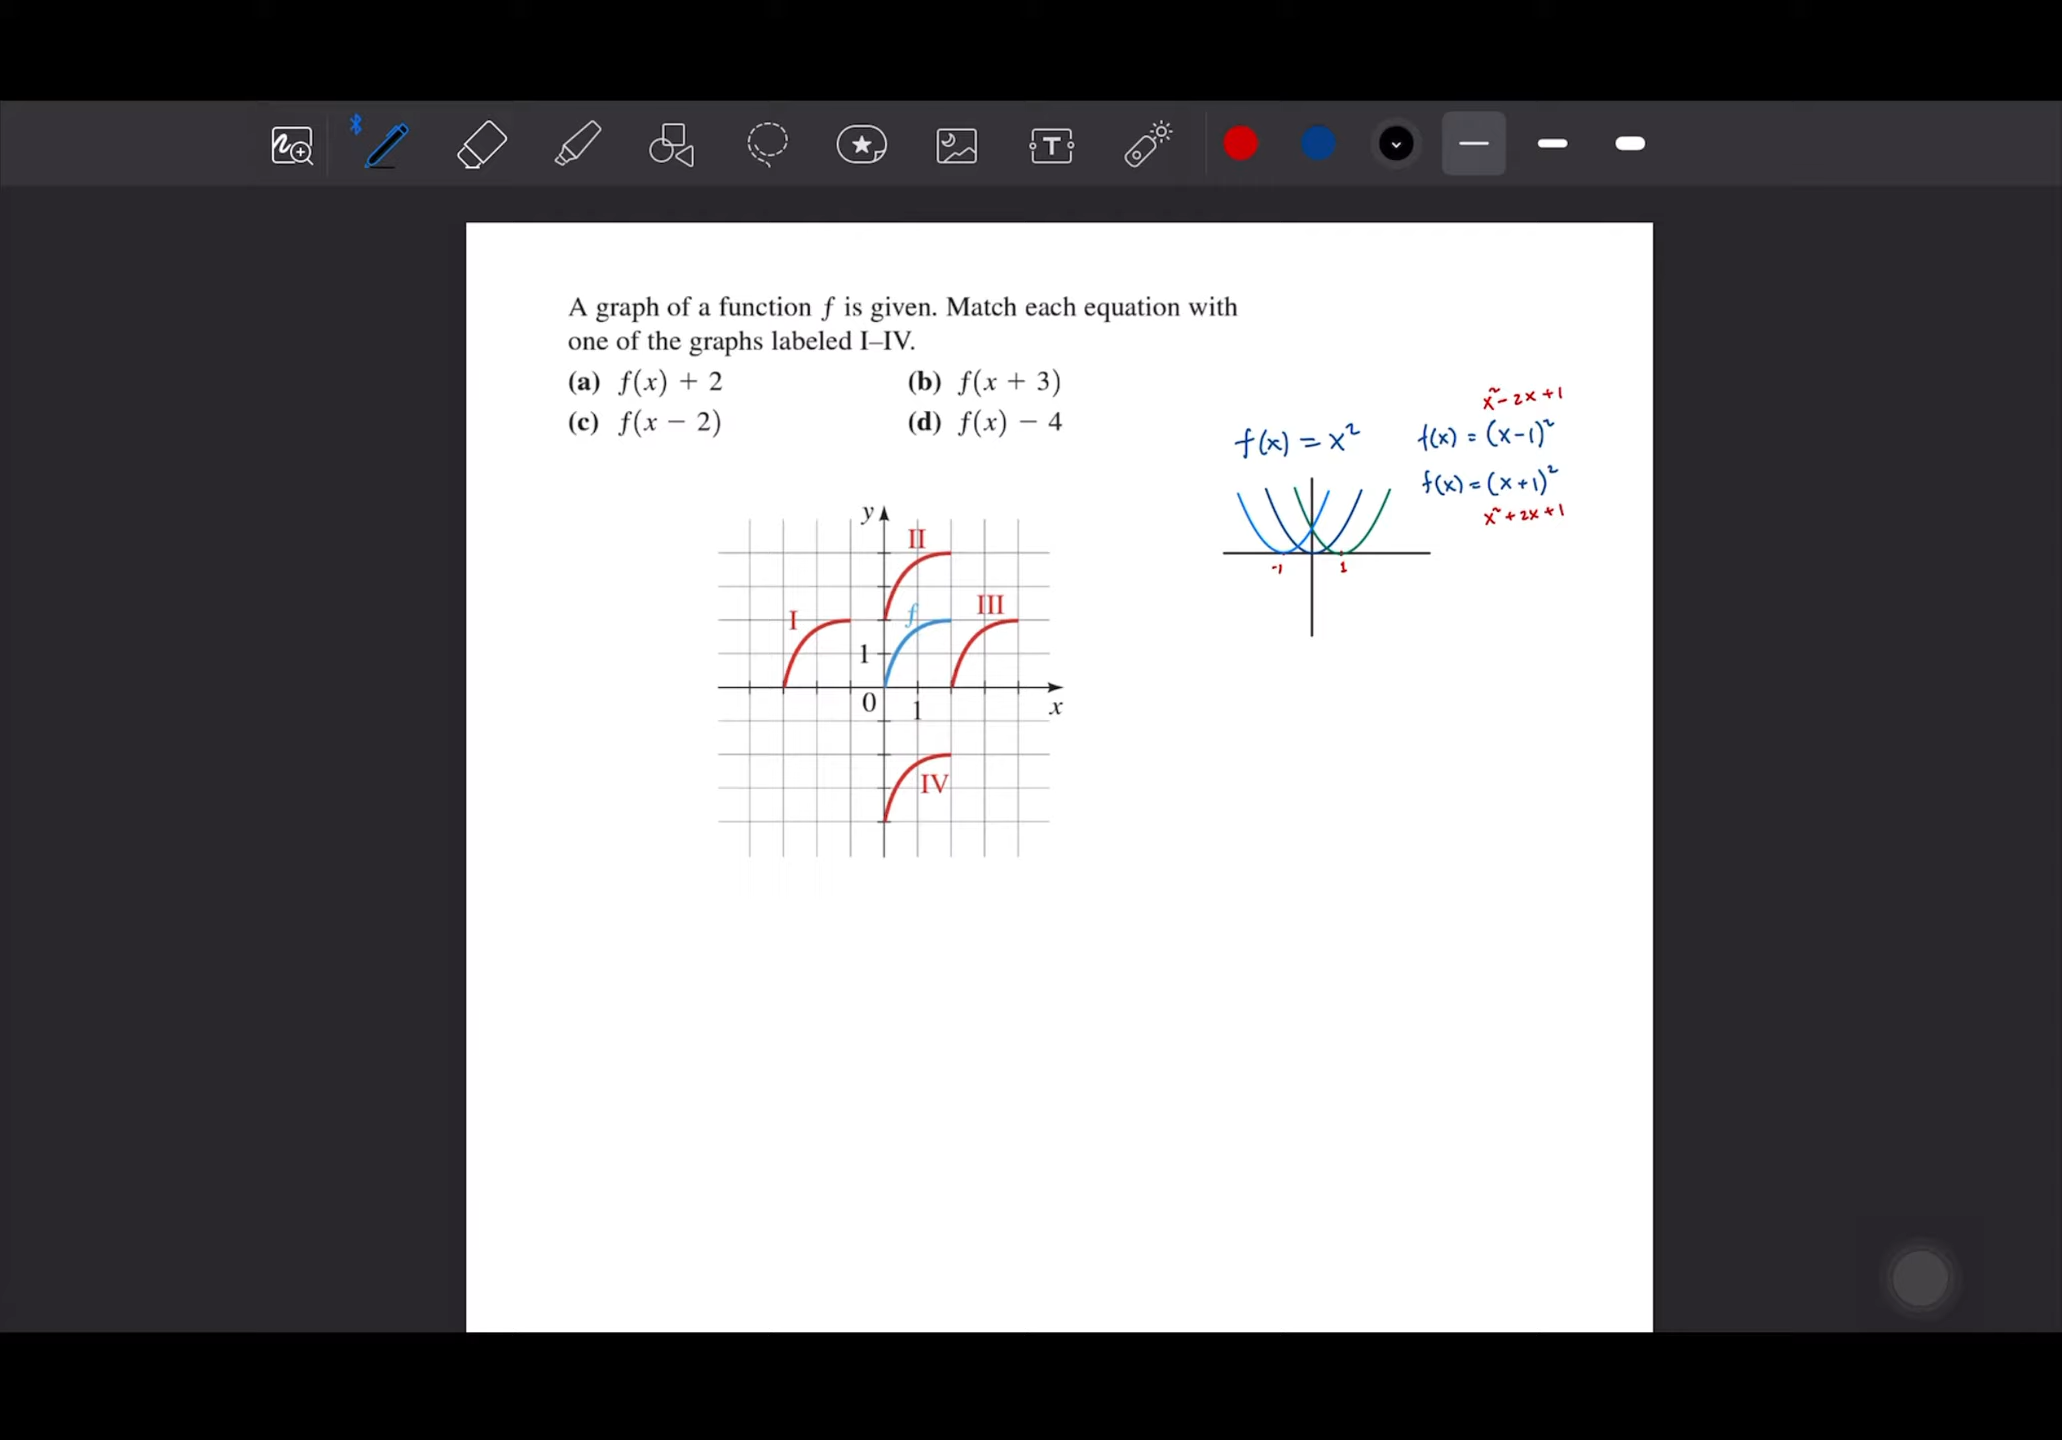 A graph of a function f is given. Match each equation with
one of the graphs labeled I–IV.
(a) f(x) + 2 (b) f(x + 3)
(c) f(x − 2) (d) f(x) − 4
x² − 2x + 1
f(x) = x² f(x) = (x−1)²
f(x) = (x+1)²
x² + 2x + 1
-1 1
y
II
I f III
1
0 1 x
IV
T